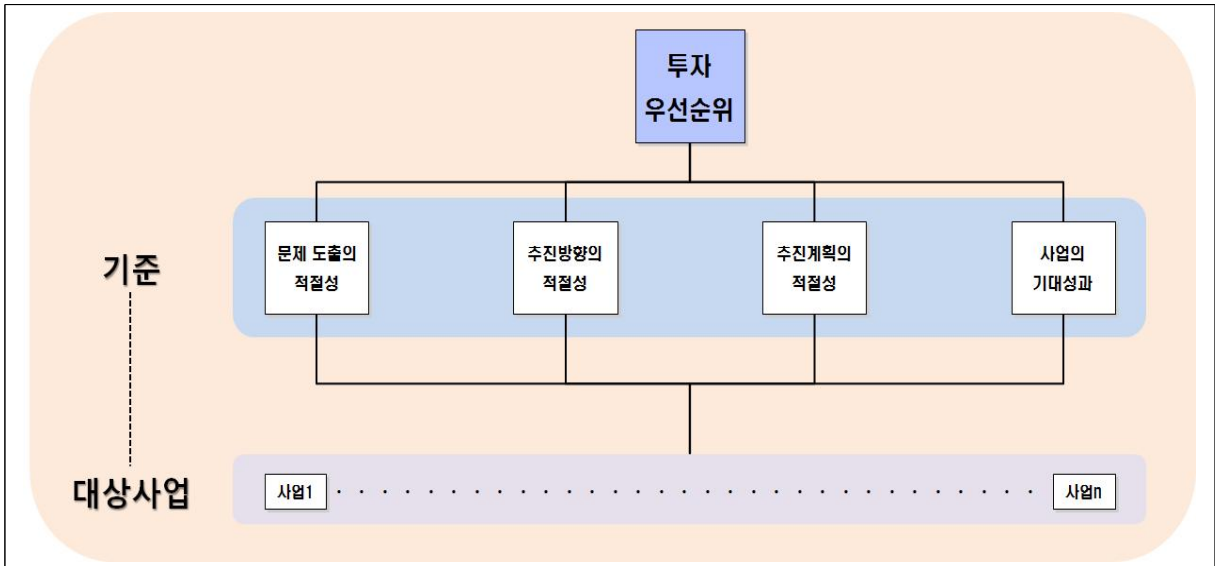 투자
우선순위
문제 도출의
적절성
추진방향의
적절성
추진계획의
적절성
사업의
기대성과
기준
대상사업
사업1 · · · · · · · · · · · · · · · · · · · · · · · · · · · · · · · 사업n